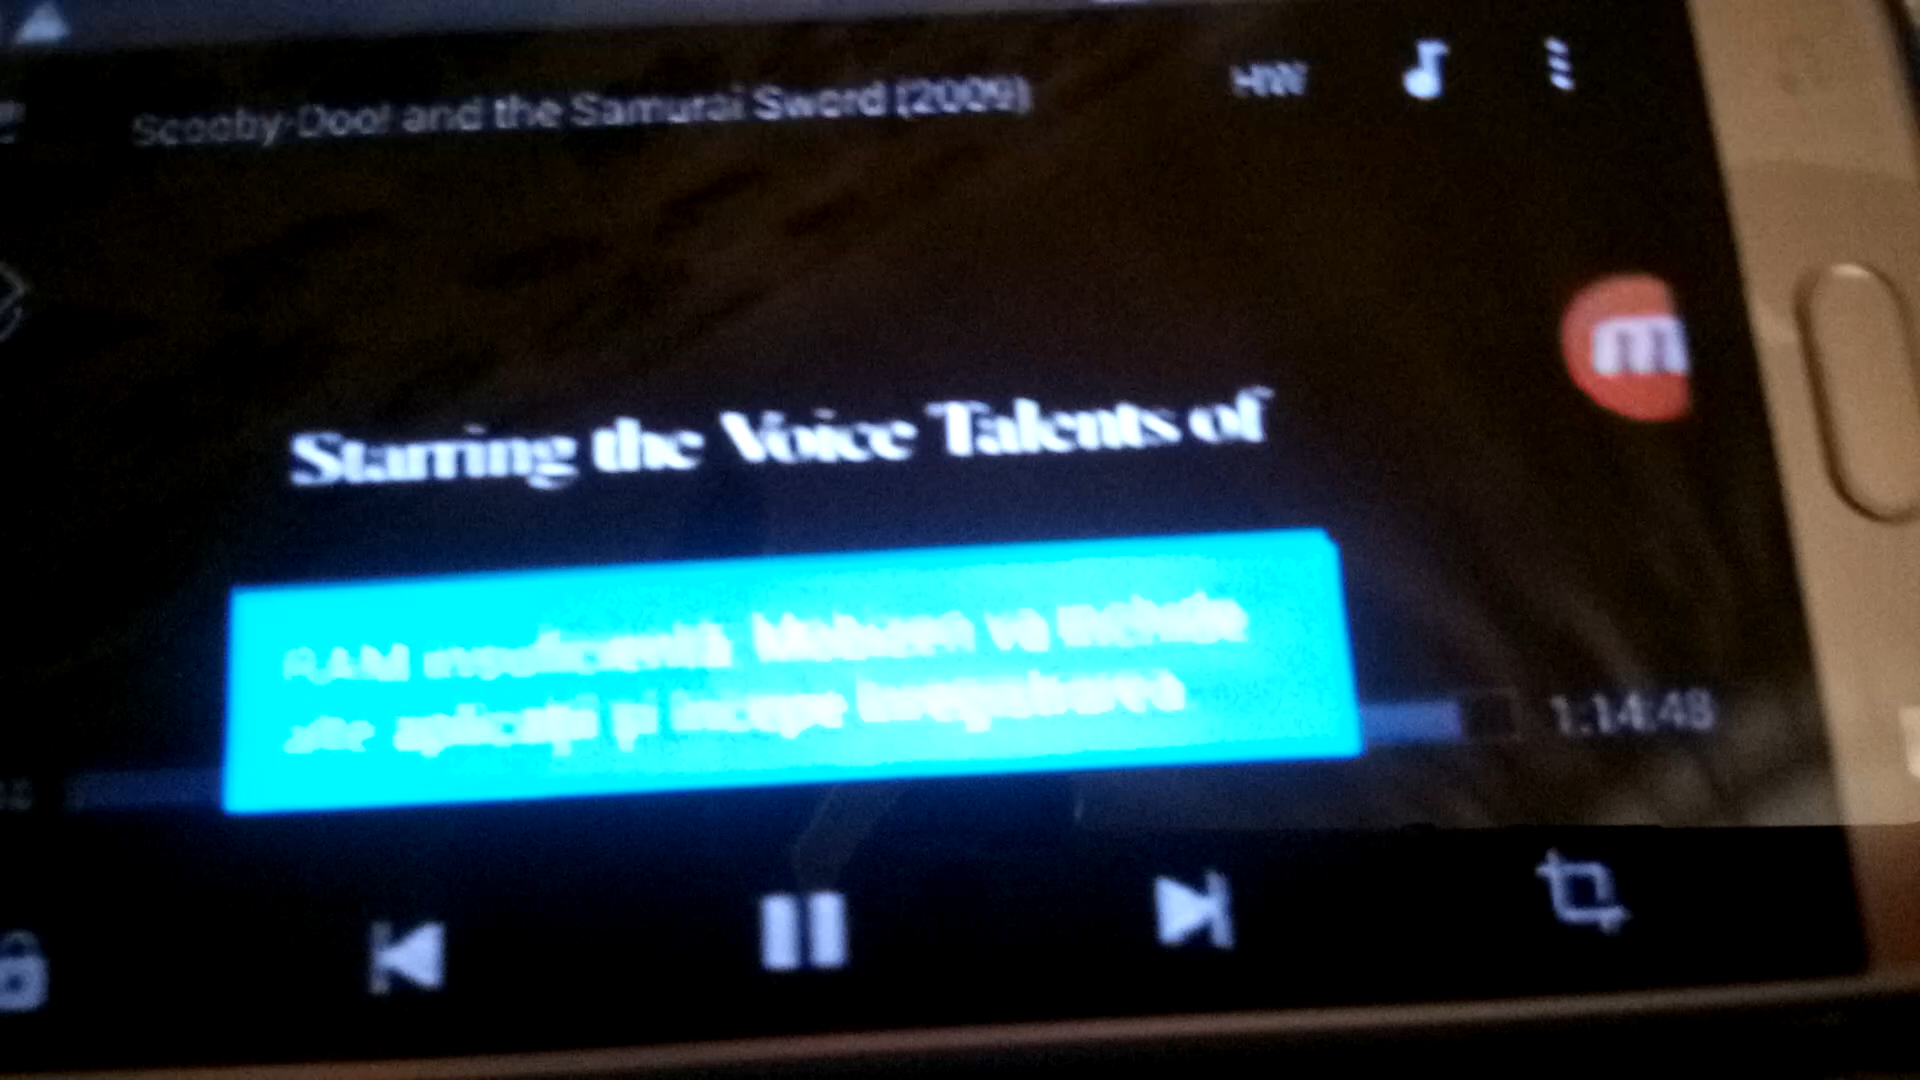 Scooby-Doo! and the Samurai Sword (2009)
HW
m
Starring the Voice Talents of
RAM insuficientă. Mobizen va închide
alte aplicații și începe înregistrarea.
1:14:48